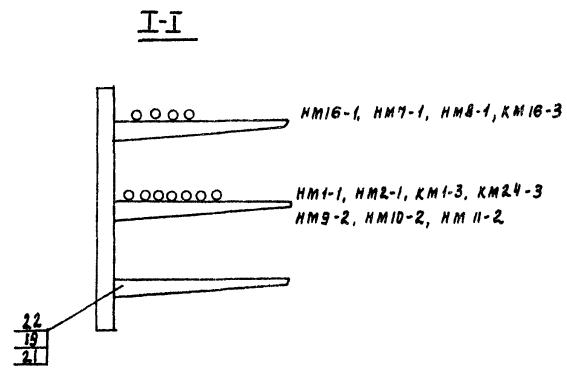 I-I
НМ16-1, НМ7-1, НМ8-1, КМ16-3
НМ1-1, НМ2-1, КМ1-3, КМ24-3
НМ9-2, НМ10-2, НМ11-2
22
19
21